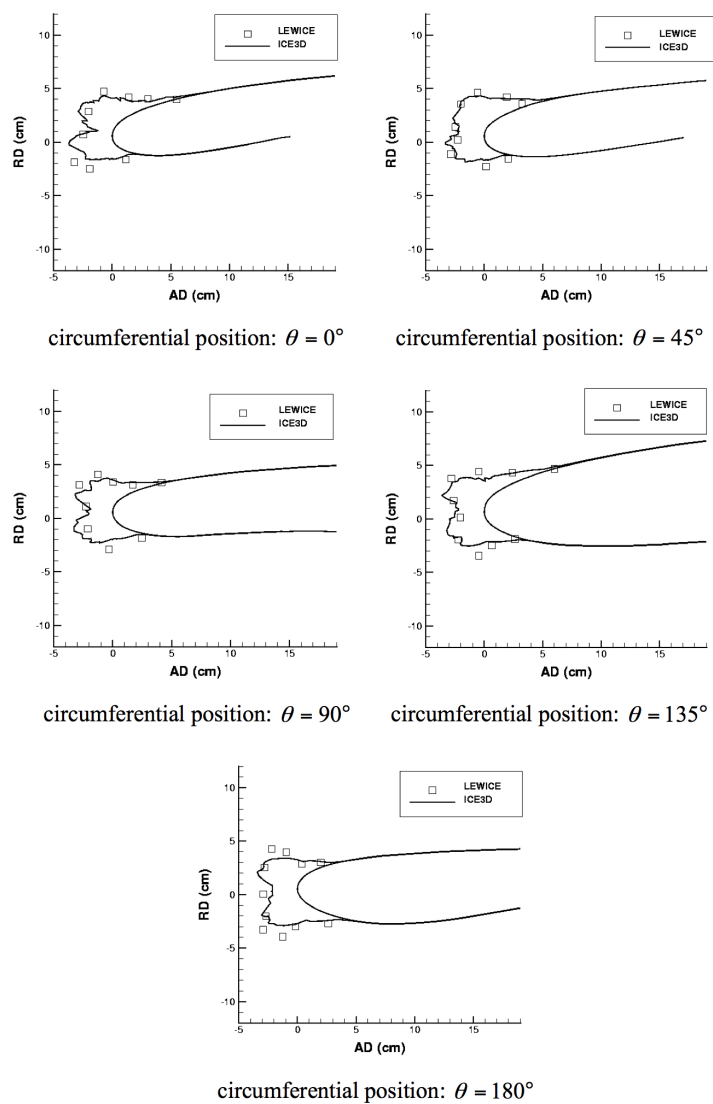 LEWICE
ICE3D
10
5
0
-5
-10
RD (cm)
-5
0
5
10
15
AD (cm)
circumferential position: θ = 0°
LEWICE
ICE3D
10
5
0
-5
-10
RD (cm)
-5
0
5
10
15
AD (cm)
circumferential position: θ = 45°
LEWICE
ICE3D
10
5
0
-5
-10
RD (cm)
-5
0
5
10
15
AD (cm)
circumferential position: θ = 90°
LEWICE
ICE3D
10
5
0
-5
-10
RD (cm)
-5
0
5
10
15
AD (cm)
circumferential position: θ = 135°
LEWICE
ICE3D
10
5
0
-5
-10
RD (cm)
-5
0
5
10
15
AD (cm)
circumferential position: θ = 180°